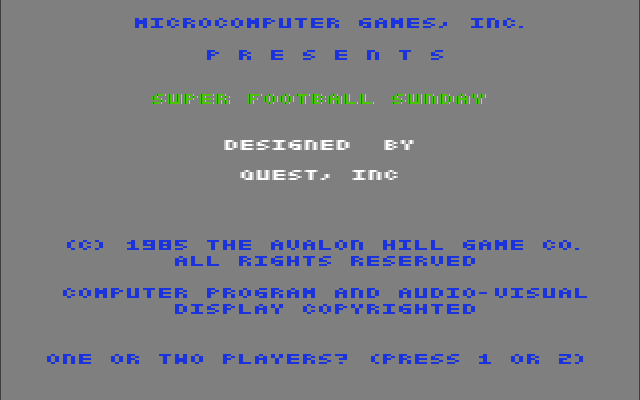 MICROCOMPUTER GAMES, INC.
P R E S E N T S
SUPER FOOTBALL SUNDAY
DESIGNED BY
QUEST, INC
(C) 1985 THE AVALON HILL GAME CO.
ALL RIGHTS RESERVED
COMPUTER PROGRAM AND AUDIO-VISUAL
DISPLAY COPYRIGHTED
ONE OR TWO PLAYERS? (PRESS 1 OR 2)